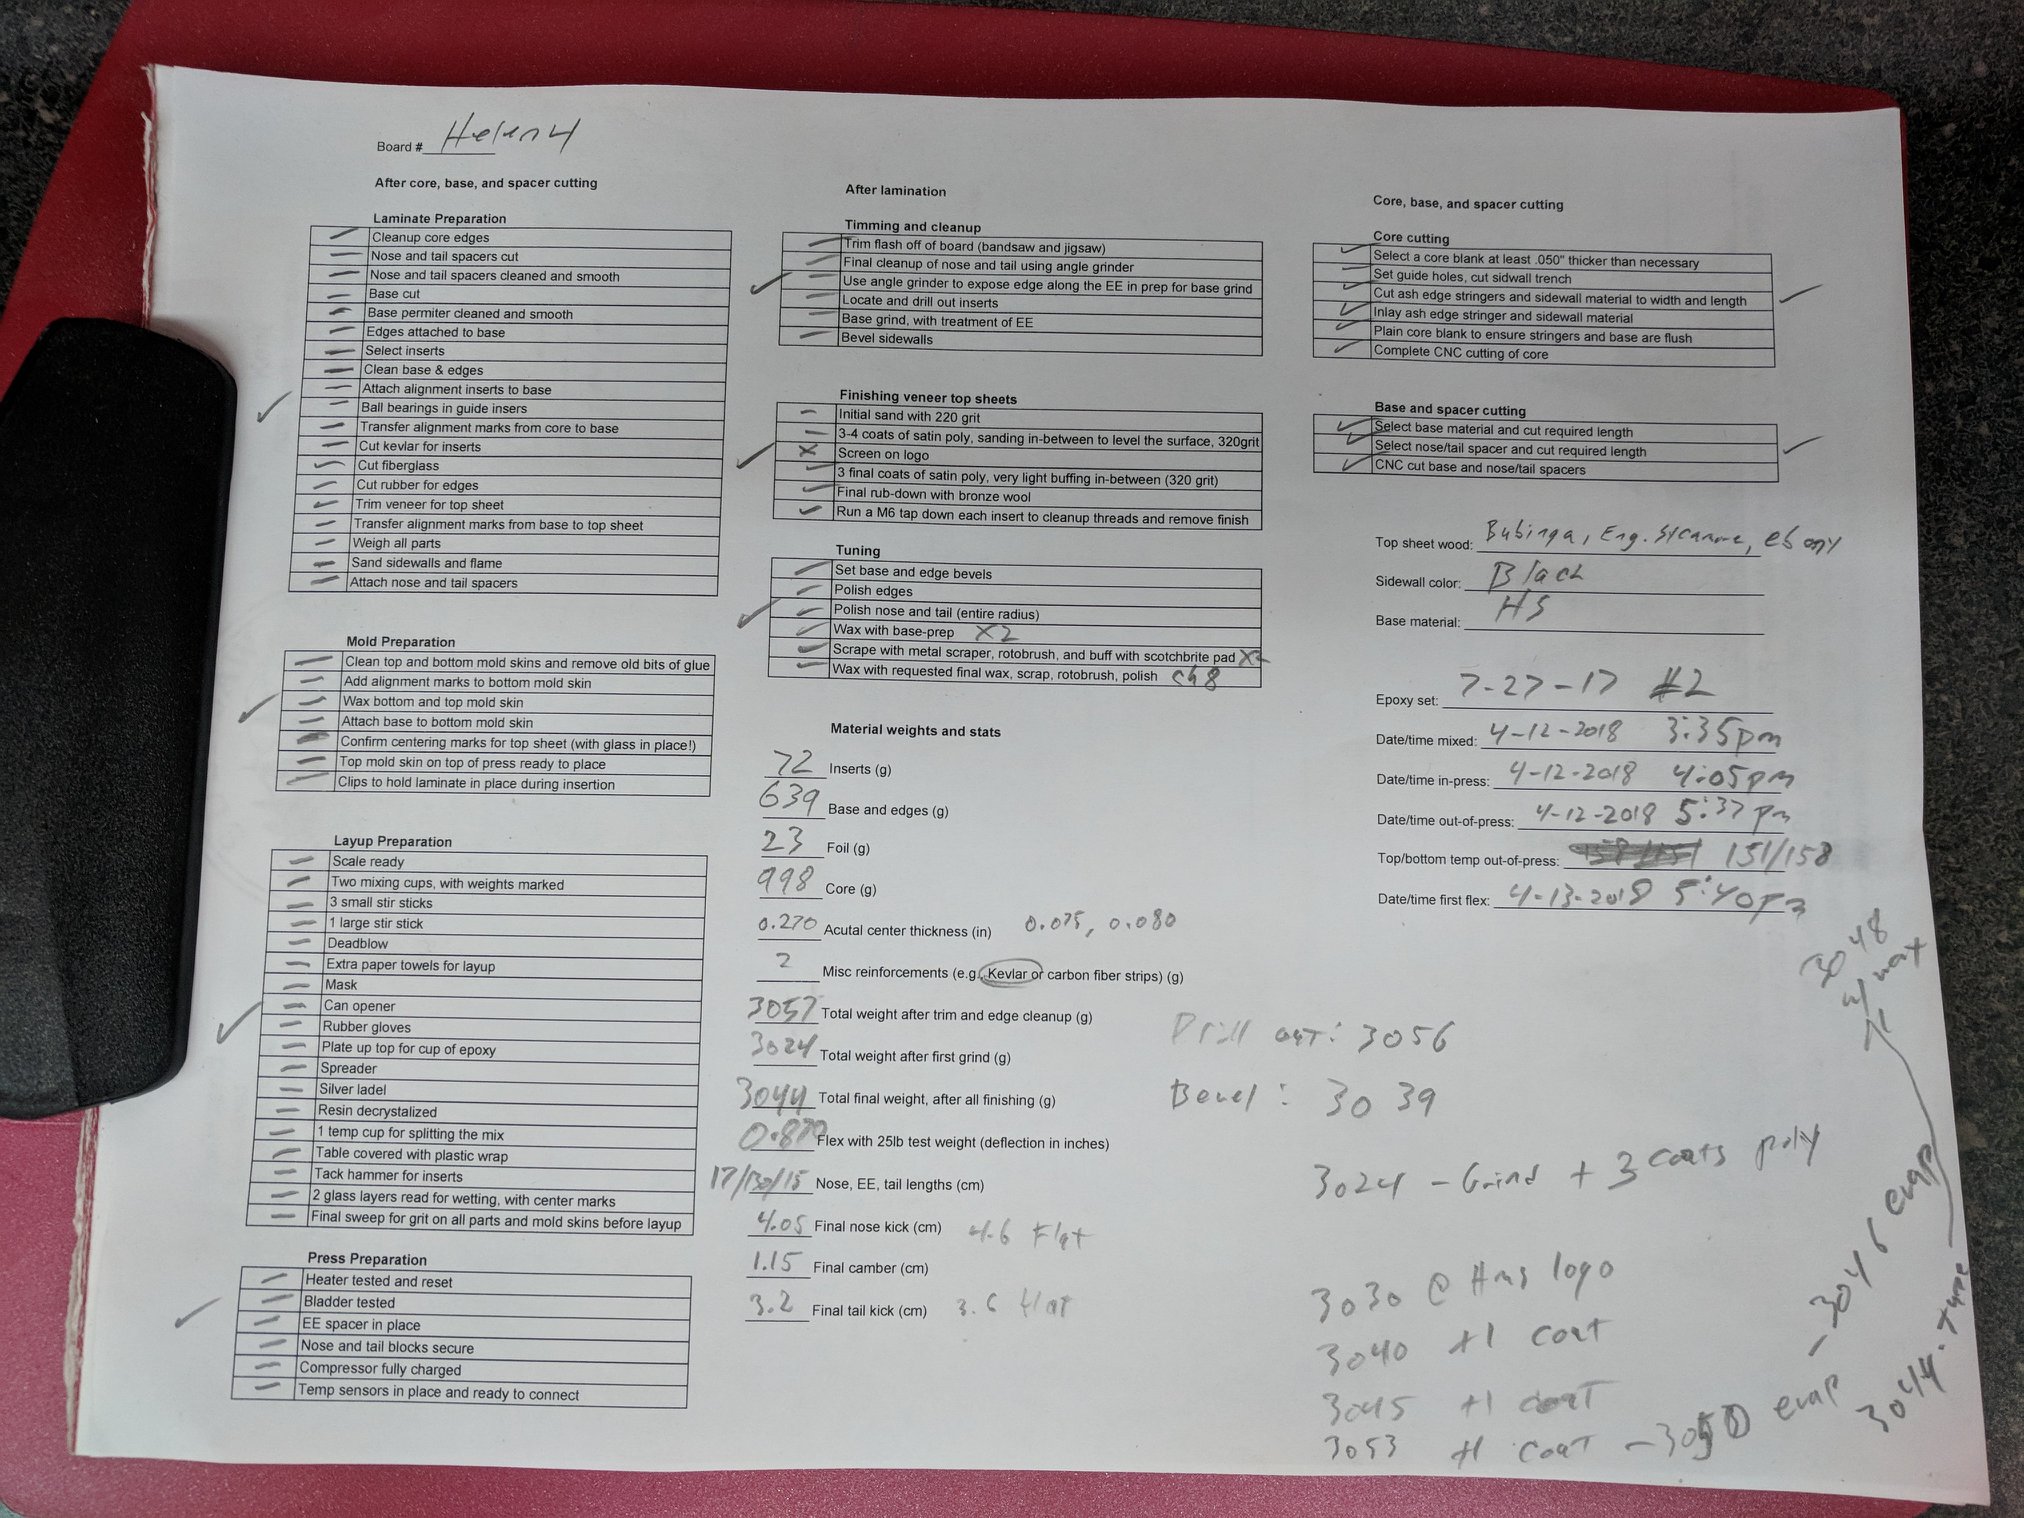 Board # Helen4
After core, base, and spacer cutting
Laminate Preparation
Cleanup core edges
Nose and tail spacers cut
Nose and tail spacers cleaned and smooth
Base cut
Base permiter cleaned and smooth
Edges attached to base
Select inserts
Clean base & edges
Attach alignment inserts to base
Ball bearings in guide insers
Transfer alignment marks from core to base
Cut kevlar for inserts
Cut fiberglass
Cut rubber for edges
Trim veneer for top sheet
Transfer alignment marks from base to top sheet
Weigh all parts
Sand sidewalls and flame
Attach nose and tail spacers
Mold Preparation
Clean top and bottom mold skins and remove old bits of glue
Add alignment marks to bottom mold skin
Wax bottom and top mold skin
Attach base to bottom mold skin
Confirm centering marks for top sheet (with glass in place!)
Top mold skin on top of press ready to place
Clips to hold laminate in place during insertion
Layup Preparation
Scale ready
Two mixing cups, with weights marked
3 small stir sticks
1 large stir stick
Deadblow
Extra paper towels for layup
Mask
Can opener
Rubber gloves
Plate up top for cup of epoxy
Spreader
Silver ladel
Resin decrystalized
1 temp cup for splitting the mix
Table covered with plastic wrap
Tack hammer for inserts
2 glass layers read for wetting, with center marks
Final sweep for grit on all parts and mold skins before layup
Press Preparation
Heater tested and reset
Bladder tested
EE spacer in place
Nose and tail blocks secure
Compressor fully charged
Temp sensors in place and ready to connect
After lamination
Timming and cleanup
Trim flash off of board (bandsaw and jigsaw)
Final cleanup of nose and tail using angle grinder
Use angle grinder to expose edge along the EE in prep for base grind
Locate and drill out inserts
Base grind, with treatment of EE
Bevel sidewalls
Finishing veneer top sheets
Initial sand with 220 grit
3-4 coats of satin poly, sanding in-between to level the surface, 320grit
X Screen on logo
3 final coats of satin poly, very light buffing in-between (320 grit)
Final rub-down with bronze wool
Run a M6 tap down each insert to cleanup threads and remove finish
Tuning
Set base and edge bevels
Polish edges
Polish nose and tail (entire radius)
Wax with base-prep X2
Scrape with metal scraper, rotobrush, and buff with scotchbrite pad X2
Wax with requested final wax, scrap, rotobrush, polish CH8
Material weights and stats
72 Inserts (g)
639 Base and edges (g)
23 Foil (g)
998 Core (g)
0.270 Acutal center thickness (in) 0.075, 0.080
2 Misc reinforcements (e.g. Kevlar or carbon fiber strips) (g)
3057 Total weight after trim and edge cleanup (g)
3024 Total weight after first grind (g)
3044 Total final weight, after all finishing (g)
Flex with 25lb test weight (deflection in inches)
17/130/15 Nose, EE, tail lengths (cm)
4.05 Final nose kick (cm) 4.6 Flat
1.15 Final camber (cm)
3.2 Final tail kick (cm) 3.6 flat
Core, base, and spacer cutting
Core cutting
Select a core blank at least .050" thicker than necessary
Set guide holes, cut sidwall trench
Cut ash edge stringers and sidewall material to width and length
Inlay ash edge stringer and sidewall material
Plain core blank to ensure stringers and base are flush
Complete CNC cutting of core
Base and spacer cutting
Select base material and cut required length
Select nose/tail spacer and cut required length
CNC cut base and nose/tail spacers
Top sheet wood: Bubinga, Eng. Sycamore, ebony
Sidewall color: Black
Base material: HS
Epoxy set: 7-27-17 #2
Date/time mixed: 4-12-2018 3:35pm
Date/time in-press: 4-12-2018 4:05pm
Date/time out-of-press: 4-12-2018 5:37pm
Top/bottom temp out-of-press: 151/158
Date/time first flex: 4-13-2018 5:40pm
Drill out: 3056
Bevel: 3039
3024 - Grind + 3 coats poly
3030 @ logo
3040 +1 coat
3045 +1 coat
3053 +1 coat - 3050 evap - 3046 evap
3044 - Tune
3048 w/ wax